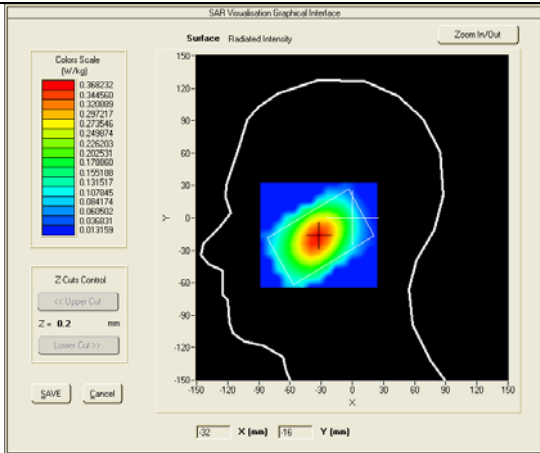 SAR Visualisation Graphical Interface
Surface Radiated Intensity
Zoom In/Out
Colors Scale
(W/kg)
0.368232
0.344560
0.320889
0.297217
0.273546
0.249874
0.226203
0.202531
0.178860
0.155188
0.131517
0.107845
0.084174
0.060502
0.036831
0.013159
150
120
90
60
30
0
-30
-60
-90
-120
-150
Y
-150 -120 -90 -60 -30 0 30 60 90 120 150
X
Z Cuts Control
<< Upper Cut
Z = 0.2 mm
Lower Cut >>
SAVE Cancel
-32 X (mm) -16 Y (mm)